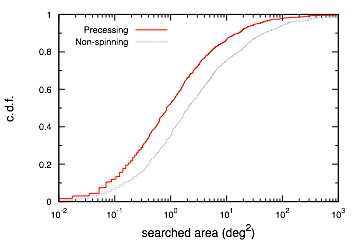 1
0.8
0.6
0.4
0.2
0
c.d.f.
Precessing
Non-spinning
10^-2 10^-1 10^0 10^1 10^2 10^3
searched area (deg^2)